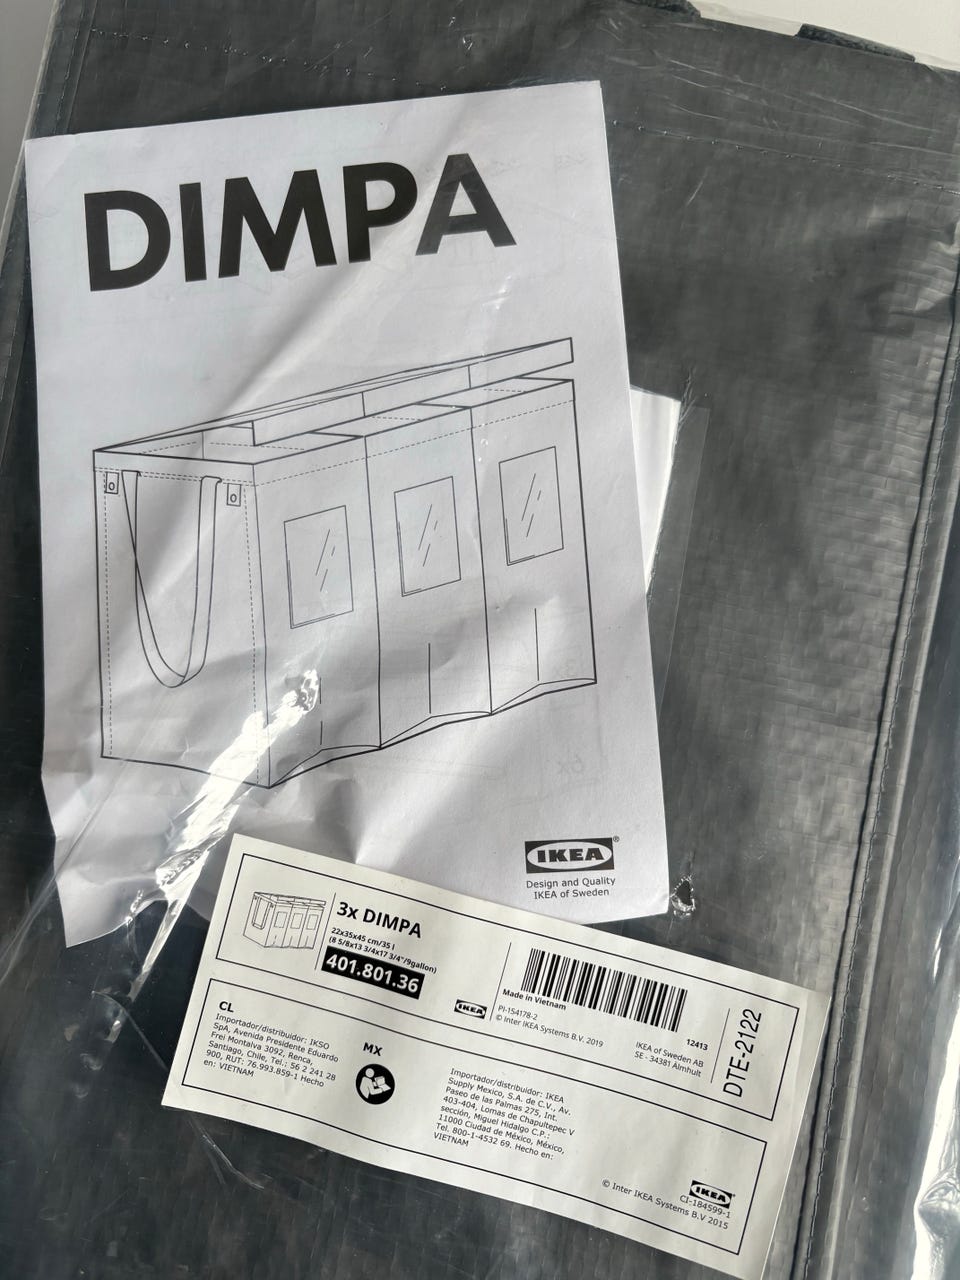 DIMPA
IKEA®
Design and Quality
IKEA of Sweden
3x DIMPA
22x35x45 cm/35 l
(8 5/8x13 3/4x17 3/4"/9gallon)
401.801.36
IKEA
Made in Vietnam
PI-154178-2
© Inter IKEA Systems B.V. 2019
12413
IKEA of Sweden AB
SE - 34381 Älmhult
DTE-2122
CL
Importador/distribuidor: IKSO
SpA, Avenida Presidente Eduardo
Frei Montalva 3092, Renca,
Santiago, Chile, Tel.: 56 2 241 28
900, RUT: 76.993.859-1 Hecho
en: VIETNAM
MX
Importador/distribuidor: IKEA
Supply Mexico, S.A. de C.V., Av.
Paseo de las Palmas 275, Int.
403-404, Lomas de Chapultepec V
sección, Miguel Hidalgo C.P.:
11000 Ciudad de México, México,
Tel. 800-1-4532 69. Hecho en:
VIETNAM
IKEA
CI-184599-1
© Inter IKEA Systems B.V 2015